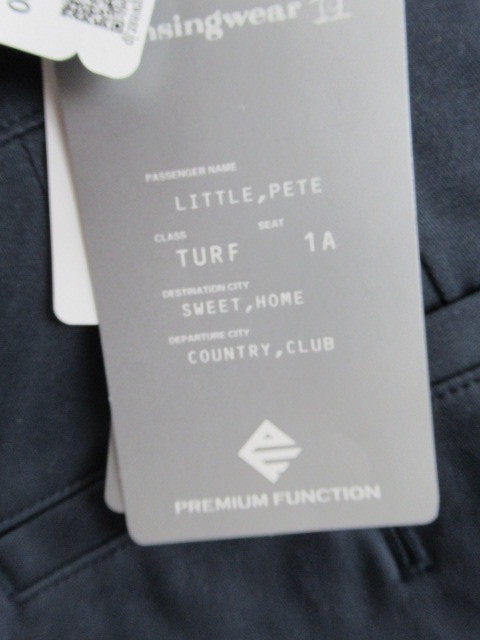 nsingwear
PASSENGER NAME
LITTLE,PETE
CLASS SEAT
TURF 1A
DESTINATION CITY
SWEET,HOME
DEPARTURE CITY
COUNTRY,CLUB
PREMIUM FUNCTION